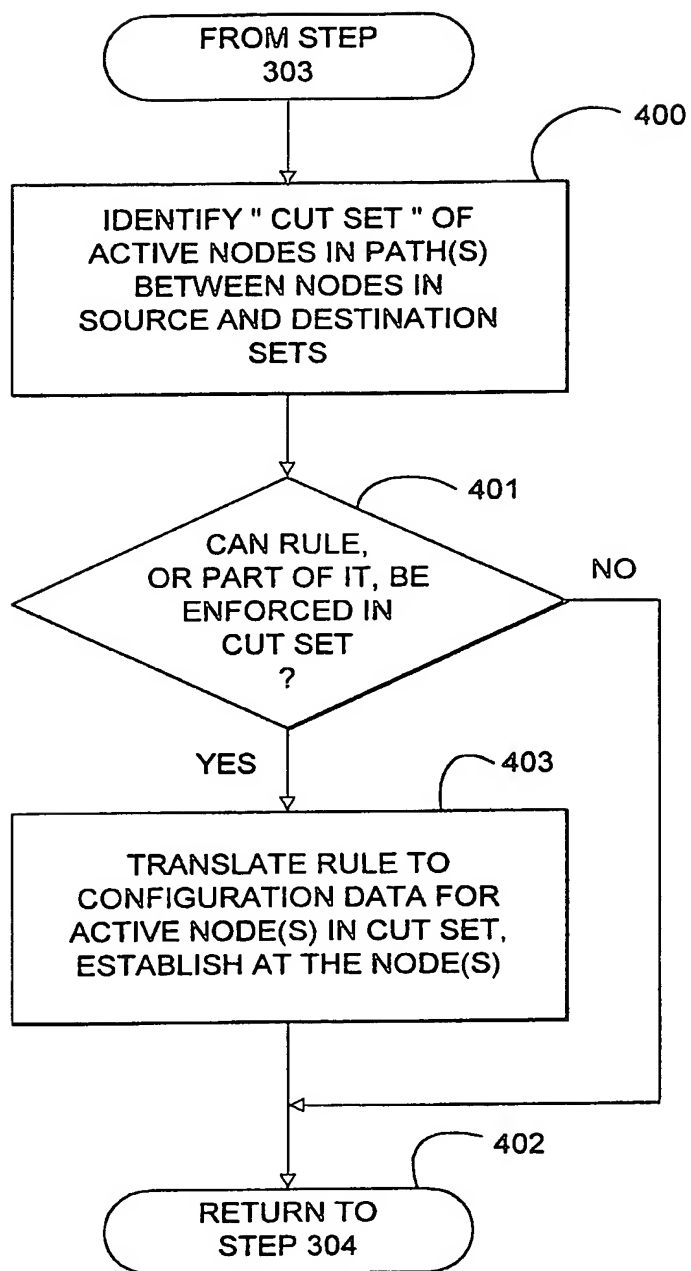 FROM STEP
303
400
IDENTIFY " CUT SET " OF
ACTIVE NODES IN PATH(S)
BETWEEN NODES IN
SOURCE AND DESTINATION
SETS
401
CAN RULE,
OR PART OF IT, BE
ENFORCED IN
CUT SET
?
NO
YES
403
TRANSLATE RULE TO
CONFIGURATION DATA FOR
ACTIVE NODE(S) IN CUT SET,
ESTABLISH AT THE NODE(S)
402
RETURN TO
STEP 304